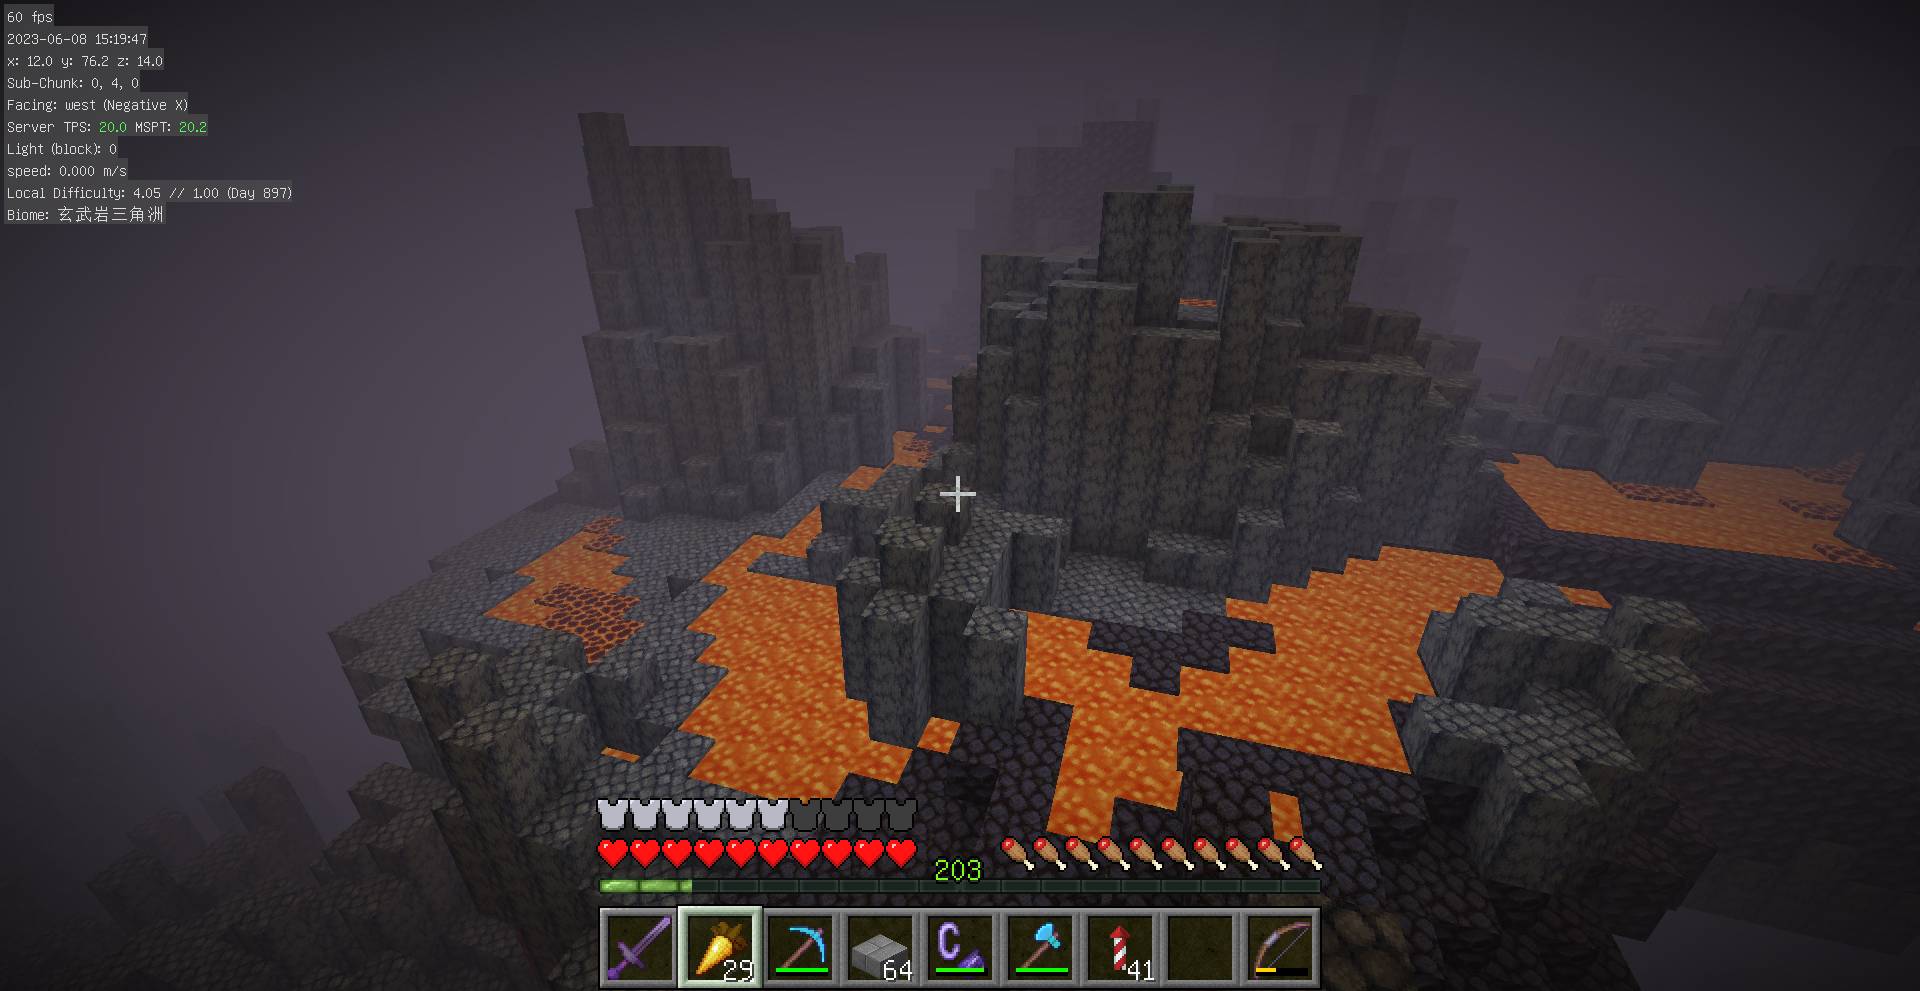 60 fps
2023-06-08 15:19:47
x: 12.0 y: 76.2 z: 14.0
Sub-Chunk: 0, 4, 0
Facing: west (Negative X)
Server TPS: 20.0 MSPT: 20.2
Light (block): 0
speed: 0.000 m/s
Local Difficulty: 4.05 // 1.00 (Day 897)
Biome: 玄武岩三角洲
203
29 64 C 41